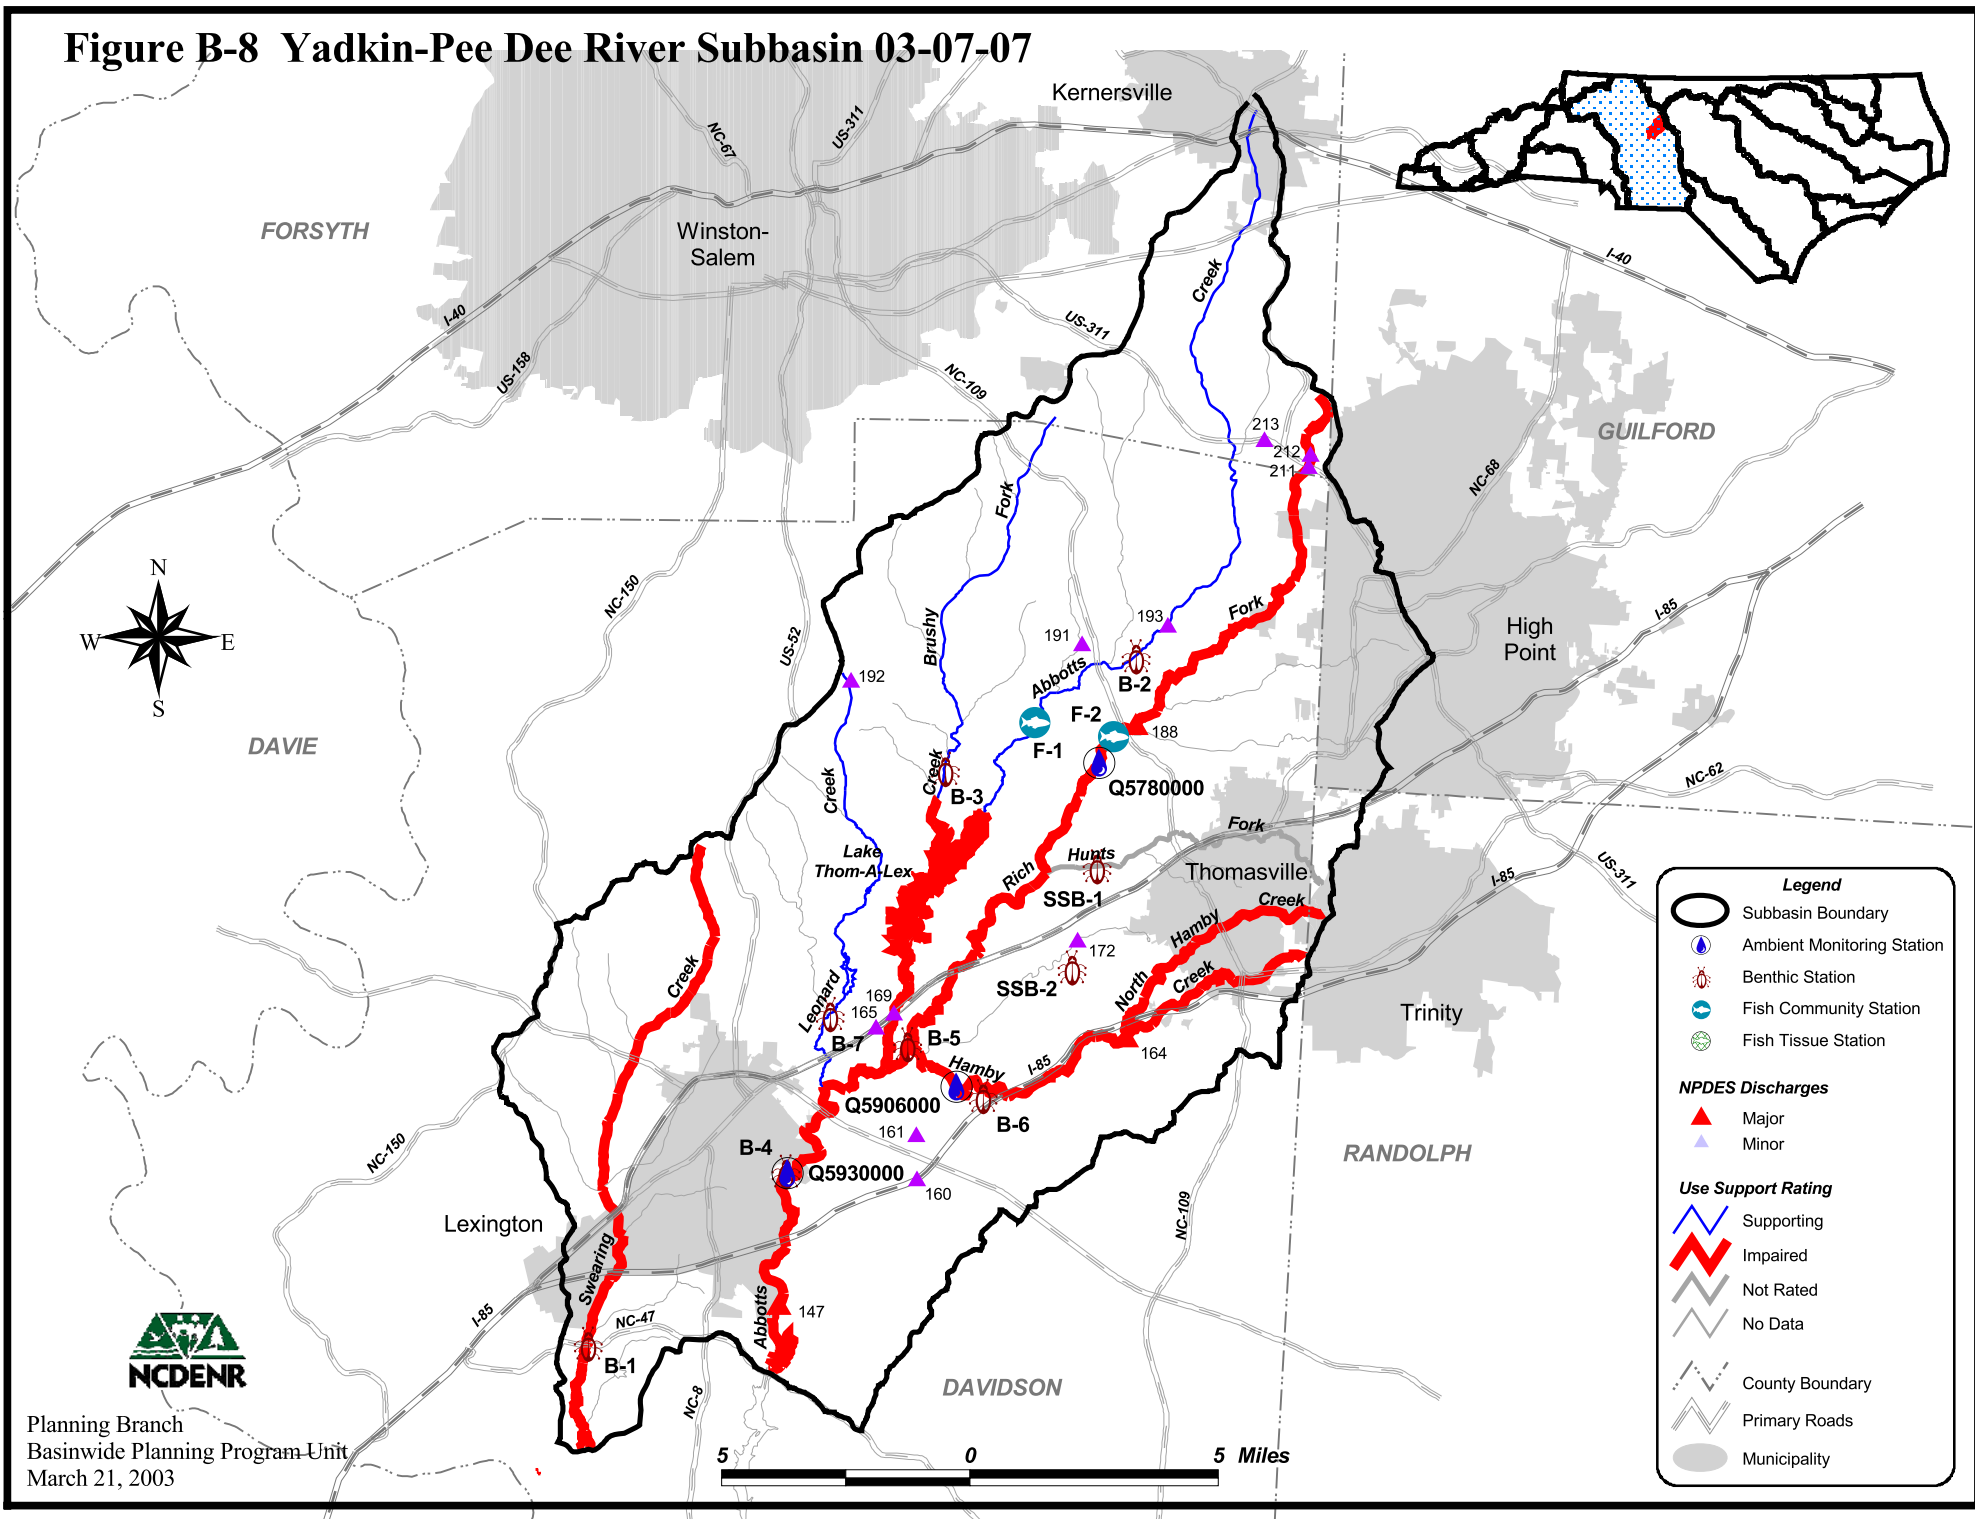 Figure B-8 Yadkin-Pee Dee River Subbasin 03-07-07
Kernersville
NC-67
US-311
FORSYTH
Winston-
Salem
Creek
I-40
I-40
US-311
US-158
NC-109
213
GUILFORD
212
211
NC-68
Fork
N
W
E
S
NC-150
US-52
Brushy
191
193
Fork
High
Point
I-85
Abbotts
B-2
192
DAVIE
F-2
F-1
188
Creek
Creek
B-3
Q5780000
NC-62
Fork
Lake
Thom-A-Lex
Hunts
Rich
SSB-1
Thomasville
Creek
US-311
I-85
Hamby
172
SSB-2
North
Creek
Creek
Leonard
169
165
B-7
B-5
Trinity
Hamby
I-85
164
Q5906000
B-6
161
B-4
Q5930000
160
NC-150
RANDOLPH
NC-109
Lexington
Swearing
I-85
NC-47
Abbotts
147
B-1
NC-8
DAVIDSON
Legend
Subbasin Boundary
Ambient Monitoring Station
Benthic Station
Fish Community Station
Fish Tissue Station
NPDES Discharges
Major
Minor
Use Support Rating
Supporting
Impaired
Not Rated
No Data
County Boundary
Primary Roads
Municipality
NCDENR
Planning Branch
Basinwide Planning Program Unit
March 21, 2003
5 0 5 Miles